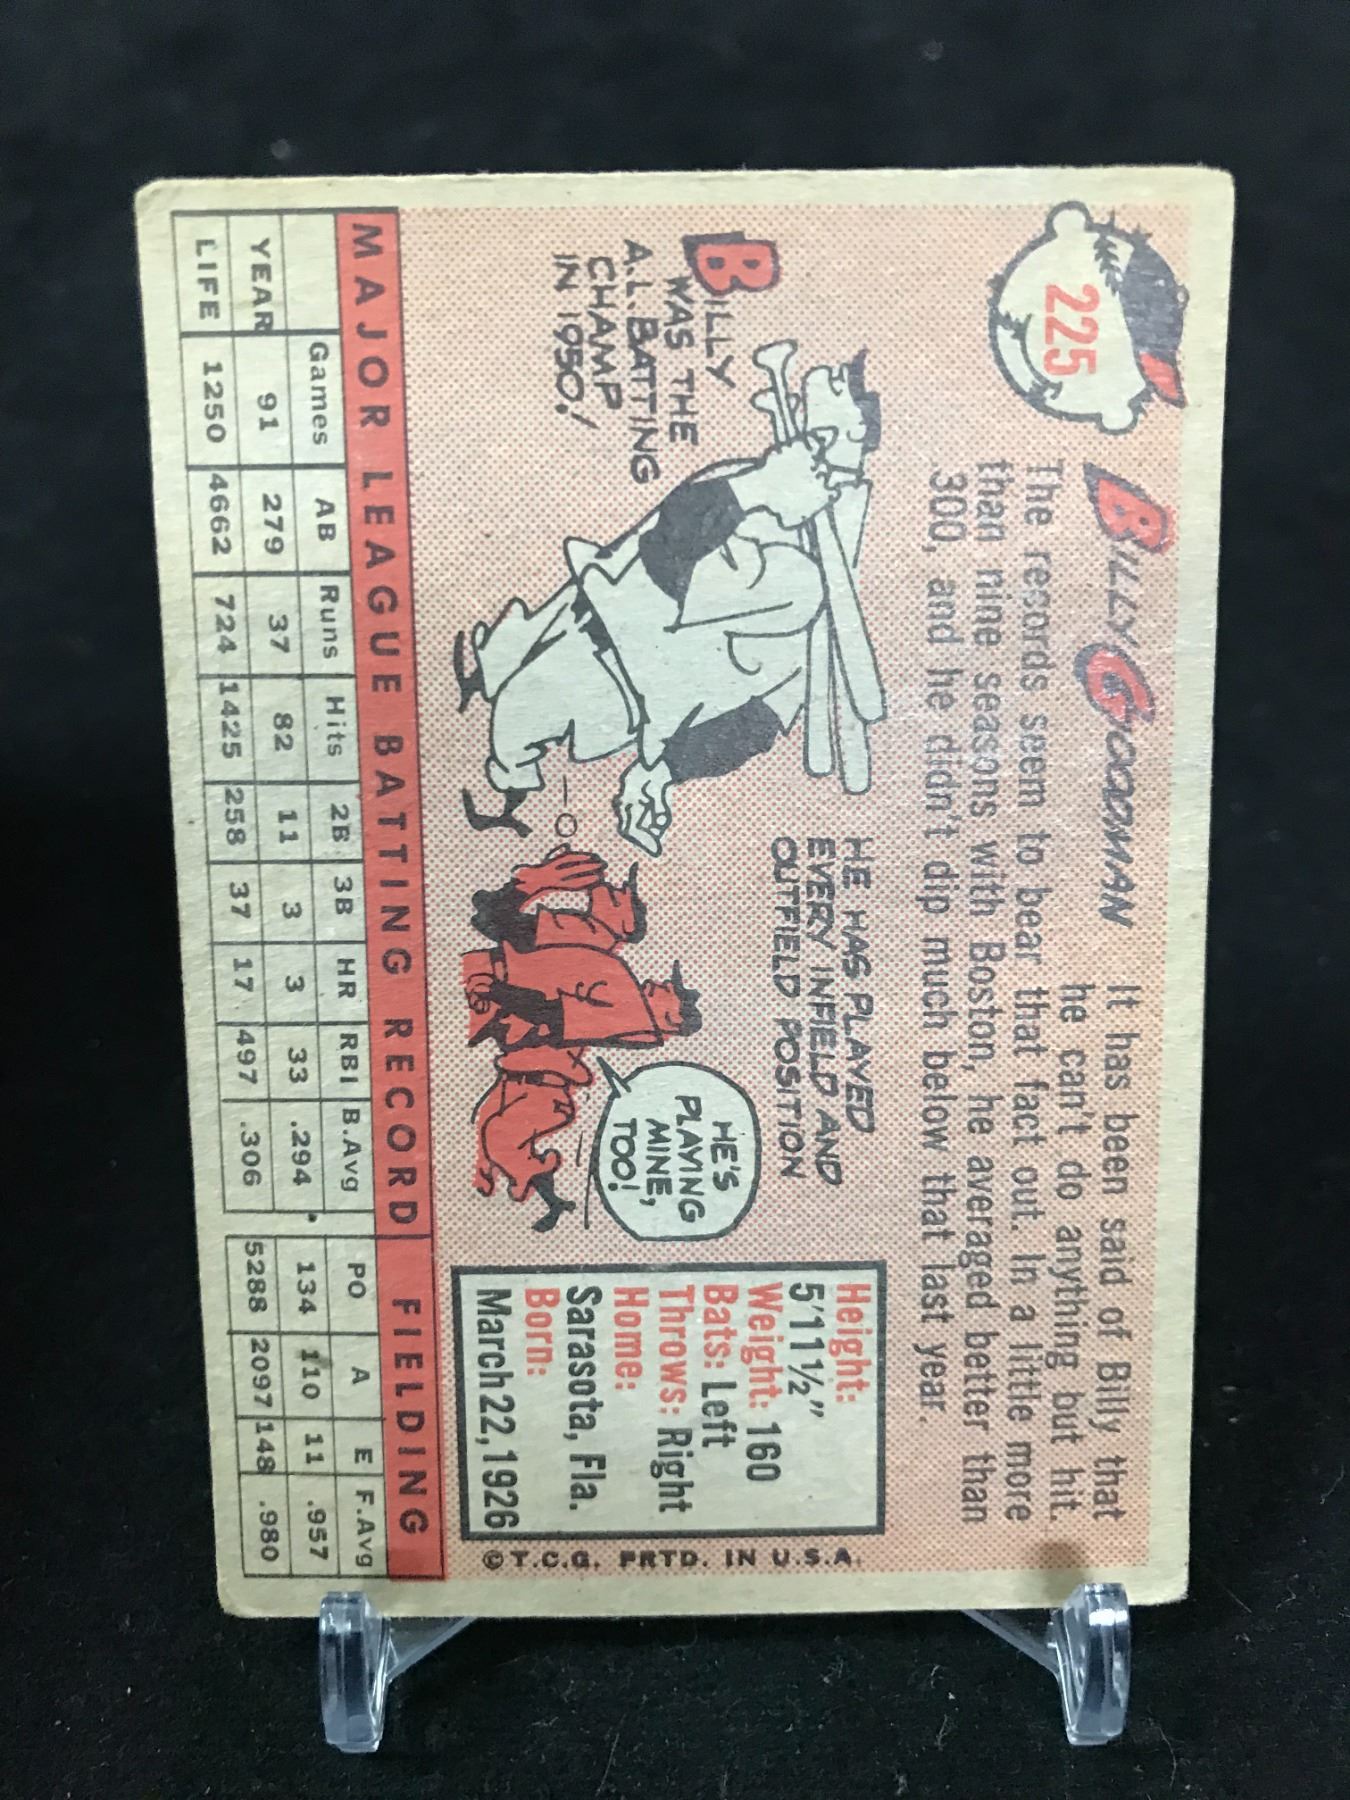 225
BILLY GOODMAN
It has been said of Billy that
he can't do anything but hit.
The records seem to bear that fact out. In a little more
than nine seasons with Boston, he averaged better than
.300, and he didn't dip much below that last year.
BILLY
WAS THE
A.L. BATTING
CHAMP
IN 1950!
HE HAS PLAYED
EVERY INFIELD AND
OUTFIELD POSITION
HE'S
PLAYING
MINE,
TOO!
Height:
5'11½"
Weight: 160
Bats: Left
Throws: Right
Home:
Sarasota, Fla.
Born:
March 22, 1926
© T.C.G. PRTD. IN U.S.A.
MAJOR LEAGUE BATTING RECORD FIELDING
Games AB Runs Hits 2B 3B HR RBI B.Avg PO A E F.Avg
YEAR 91 279 37 82 11 3 3 33 .294 134 110 11 .957
LIFE 1250 4662 724 1425 258 37 17 497 .306 5288 2097 148 .980